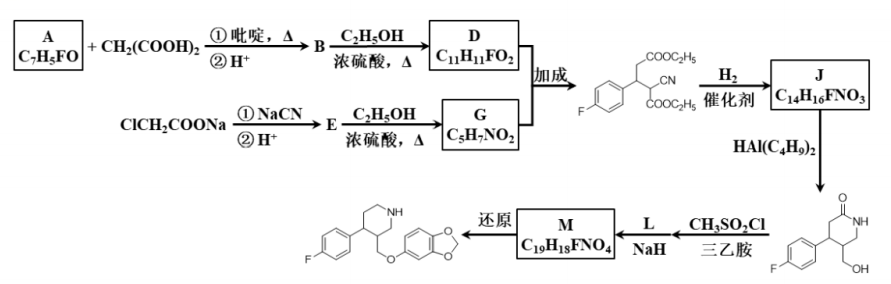 A
C₇H₅FO
+ CH₂(COOH)₂
① 吡啶，Δ
② H⁺
B
C₂H₅OH
浓硫酸，Δ
D
C₁₁H₁₁FO₂
ClCH₂COONa
① NaCN
② H⁺
E
C₂H₅OH
浓硫酸，Δ
G
C₅H₇NO₂
加成
COOC₂H₅
CN
COOC₂H₅
F
H₂
催化剂
J
C₁₄H₁₆FNO₃
HAl(C₄H₉)₂
O
NH
F
OH
CH₃SO₂Cl
三乙胺
L
NaH
M
C₁₉H₁₈FNO₄
还原
NH
F
O
O
O